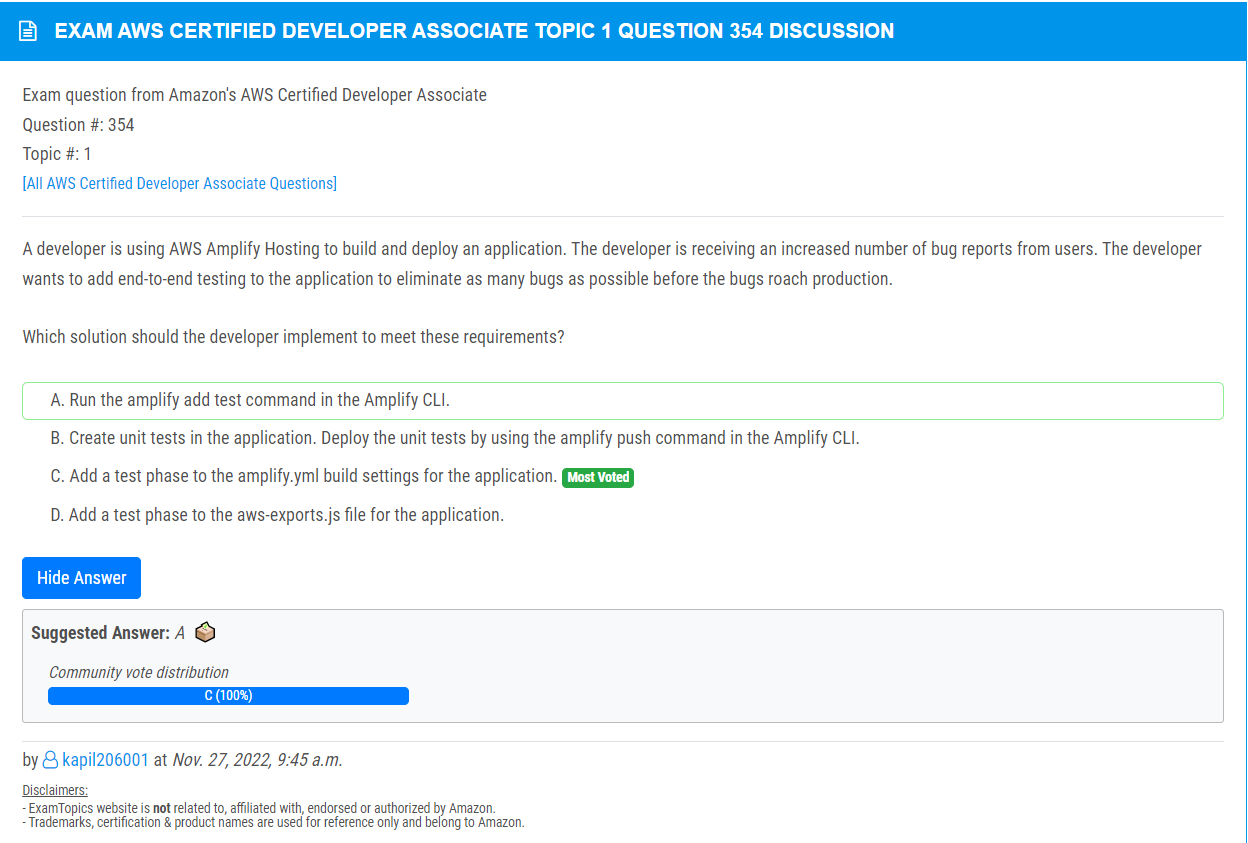 EXAM AWS CERTIFIED DEVELOPER ASSOCIATE TOPIC 1 QUESTION 354 DISCUSSION
Exam question from Amazon's AWS Certified Developer Associate
Question #: 354
Topic #: 1
[All AWS Certified Developer Associate Questions]
A developer is using AWS Amplify Hosting to build and deploy an application. The developer is receiving an increased number of bug reports from users. The developer
wants to add end-to-end testing to the application to eliminate as many bugs as possible before the bugs roach production.
Which solution should the developer implement to meet these requirements?
A. Run the amplify add test command in the Amplify CLI.
B. Create unit tests in the application. Deploy the unit tests by using the amplify push command in the Amplify CLI.
C. Add a test phase to the amplify.yml build settings for the application. Most Voted
D. Add a test phase to the aws-exports.js file for the application.
Hide Answer
Suggested Answer: A
Community vote distribution
C (100%)
by kapil206001 at Nov. 27, 2022, 9:45 a.m.
Disclaimers:
- ExamTopics website is not related to, affiliated with, endorsed or authorized by Amazon.
- Trademarks, certification & product names are used for reference only and belong to Amazon.